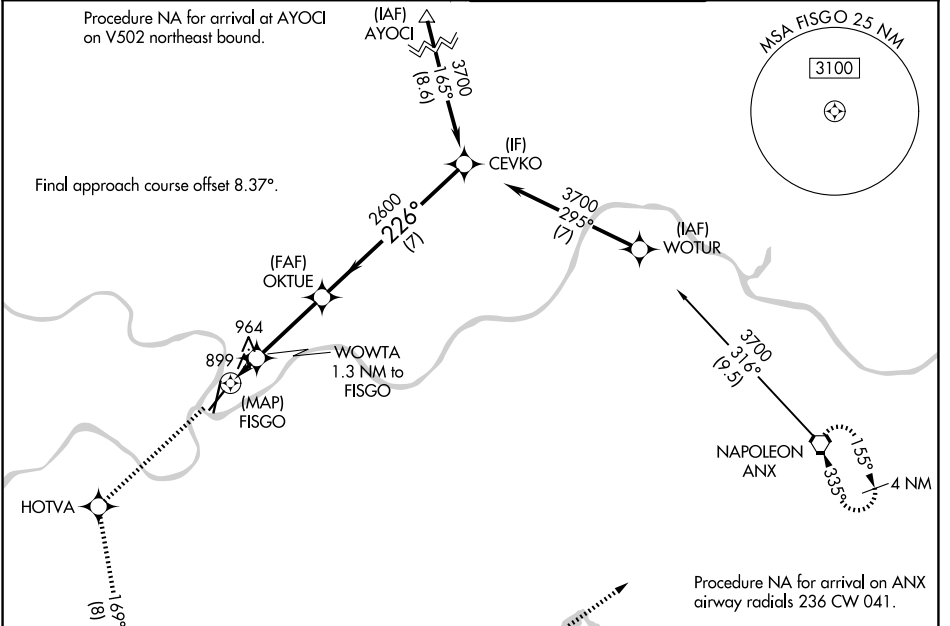 Procedure NA for arrival at AYOCI
on V502 northeast bound.
(IAF)
AYOCI
3700
165°
(8.6)
MSA FISGO 25 NM
3100
(IF)
CEVKO
Final approach course offset 8.37°.
2600
226°
(7)
3700
295°
(7)
(IAF)
WOTUR
(FAF)
OKTUE
964
899
WOWTA
1.3 NM to
FISGO
(MAP)
FISGO
3700
316°
(9.5)
NAPOLEON
ANX
155°
335°
4 NM
HOTVA
169°
(8)
Procedure NA for arrival on ANX
airway radials 236 CW 041.